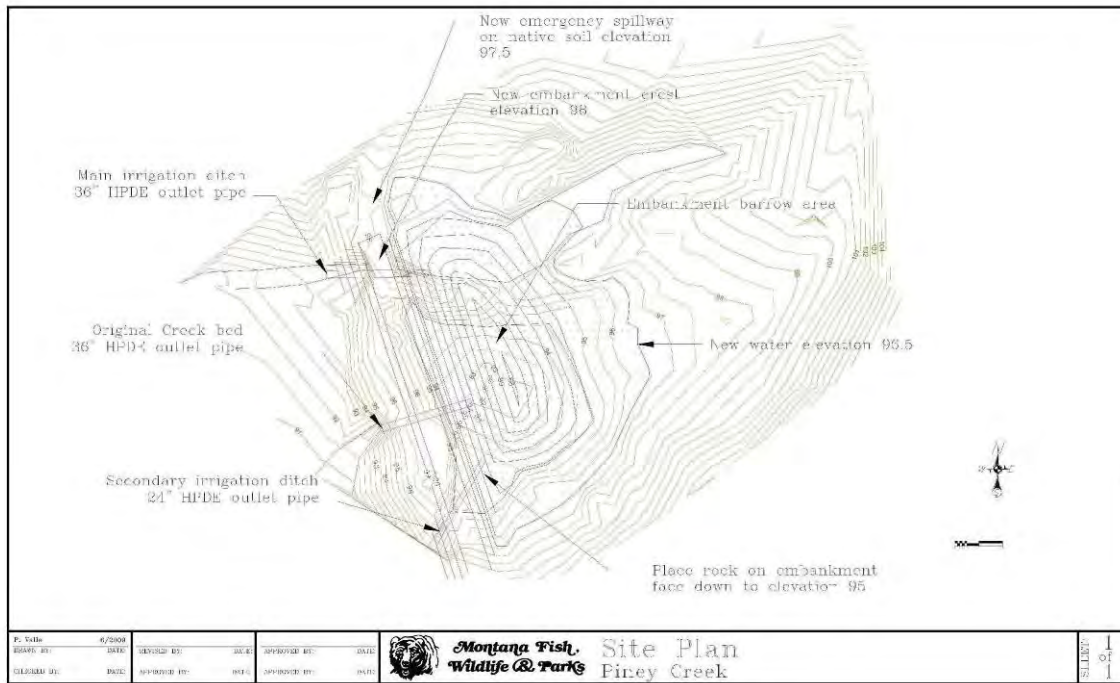 New emergency spillway
on native soil elevation
97.5
New embankment crest
elevation 98
Main irrigation ditch
36" HPDE outlet pipe
Embankment barrow area
Original Creek bed
36" HPDE outlet pipe
New water elevation 96.5
Secondary irrigation ditch
24" HPDE outlet pipe
Place rock on embankment
face down to elevation 95
P. Valle 6/2009
DRAWN BY: DATE
REVISED BY: DATE
APPROVED BY: DATE
CHECKED BY: DATE
APPROVED BY: DATE
APPROVED BY: DATE
Montana Fish,
Wildlife & Parks
Site Plan
Piney Creek
SHEET 1
of
1